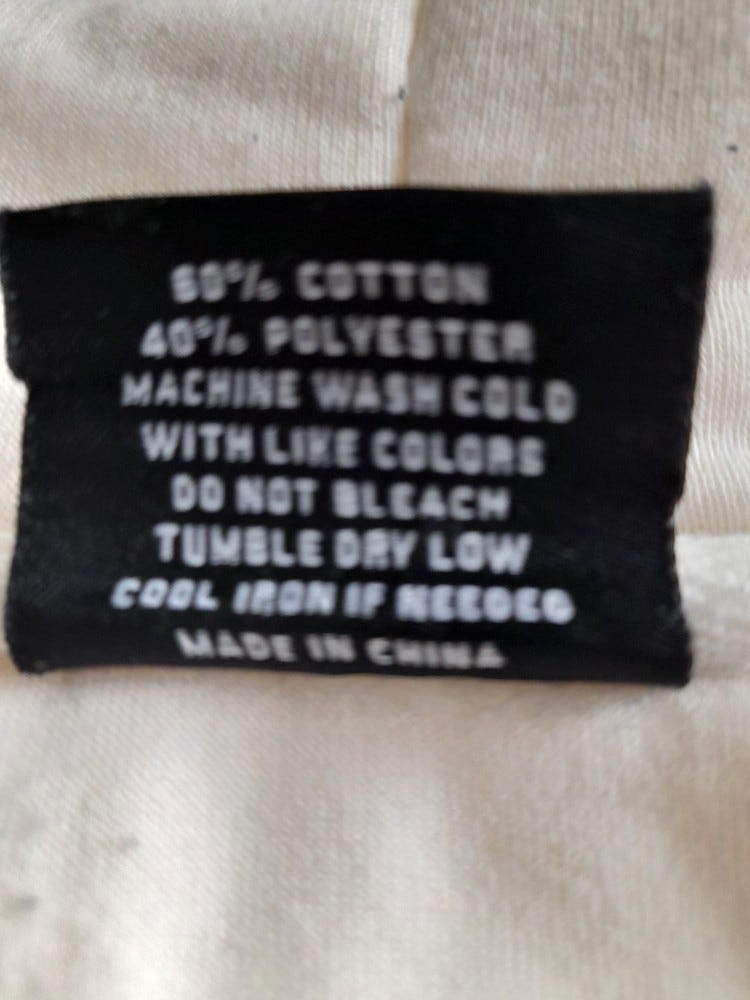 60% COTTON
40% POLYESTER
MACHINE WASH COLD
WITH LIKE COLORS
DO NOT BLEACH
TUMBLE DRY LOW
COOL IRON IF NEEDED
MADE IN CHINA